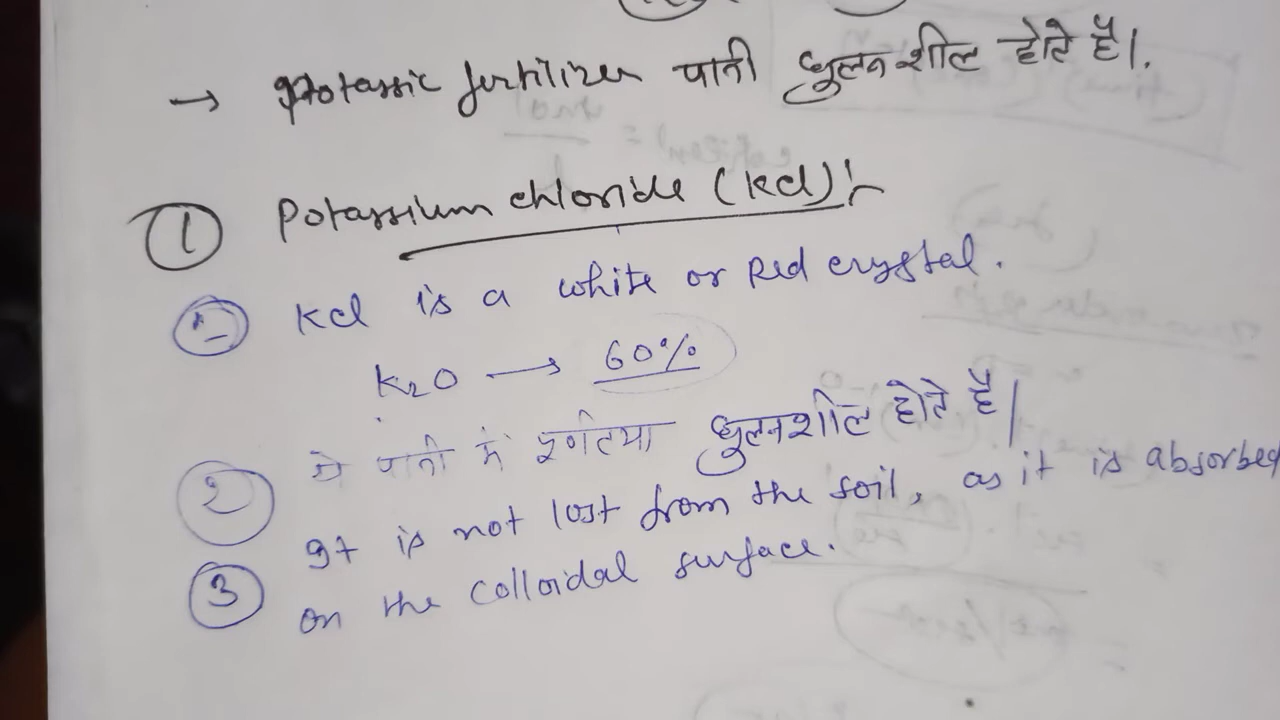 → Potassic fertilizer पानी घुलनशील होते है।.
① Potassium chloride (KCl):-
KCl is a white or Red crystal.
K₂O → 60%
② ये पानी में पूर्णतया घुलनशील होते है।
③ It is not lost from the soil, as it is absorbed
on the colloidal surface.